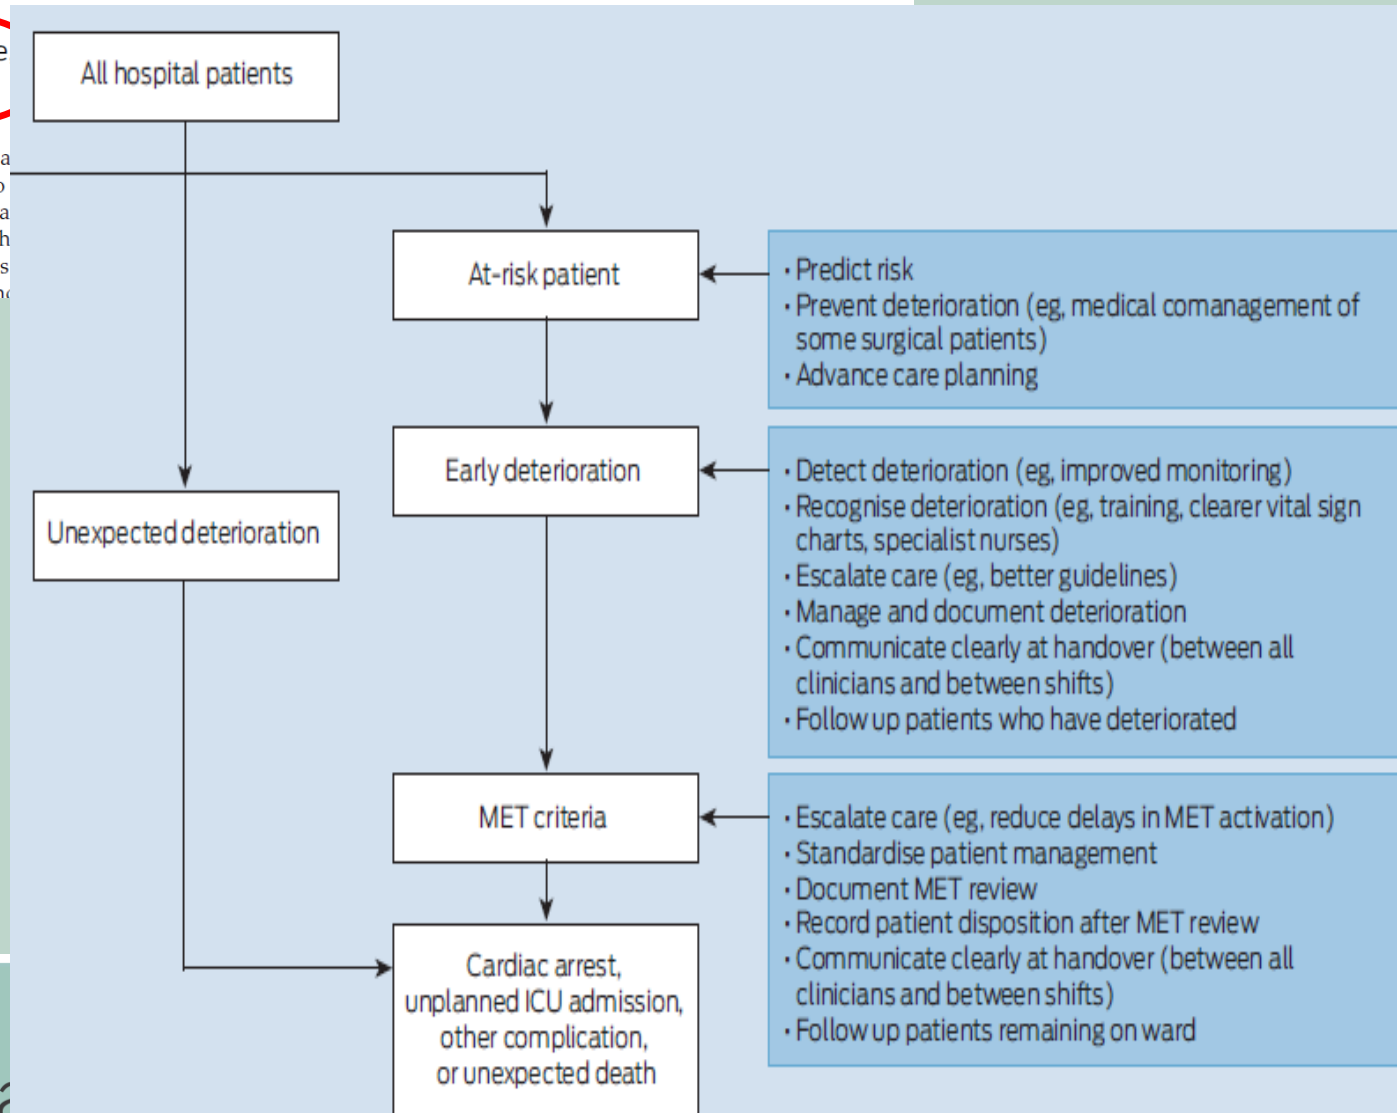 All hospital patients
At-risk patient
· Predict risk
· Prevent deterioration (eg, medical comanagement of
some surgical patients)
· Advance care planning
Early deterioration
· Detect deterioration (eg, improved monitoring)
· Recognise deterioration (eg, training, clearer vital sign
charts, specialist nurses)
· Escalate care (eg, better guidelines)
· Manage and document deterioration
· Communicate clearly at handover (between all
clinicians and between shifts)
· Follow up patients who have deteriorated
Unexpected deterioration
MET criteria
· Escalate care (eg, reduce delays in MET activation)
· Standardise patient management
· Document MET review
· Record patient disposition after MET review
· Communicate clearly at handover (between all
clinicians and between shifts)
· Follow up patients remaining on ward
Cardiac arrest,
unplanned ICU admission,
other complication,
or unexpected death